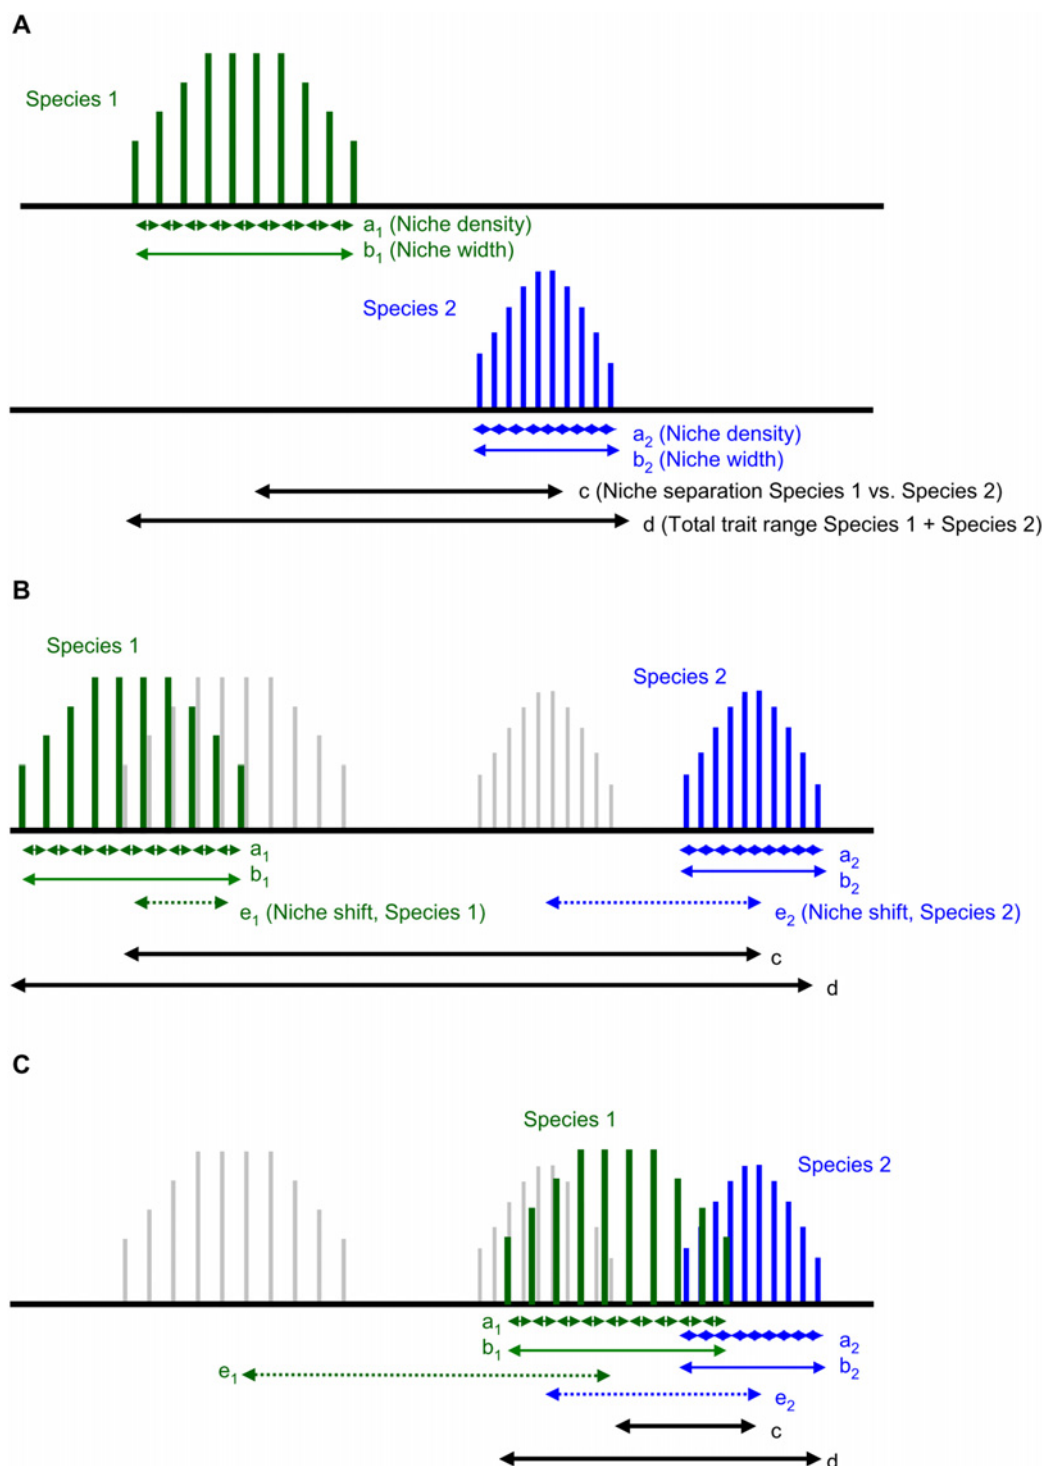 A
Species 1
a1 (Niche density)
b1 (Niche width)
Species 2
a2 (Niche density)
b2 (Niche width)
c (Niche separation Species 1 vs. Species 2)
d (Total trait range Species 1 + Species 2)
B
Species 1
Species 2
a1
b1
a2
b2
e1 (Niche shift, Species 1)
e2 (Niche shift, Species 2)
c
d
C
Species 1
Species 2
a1
b1
a2
b2
e1
e2
c
d